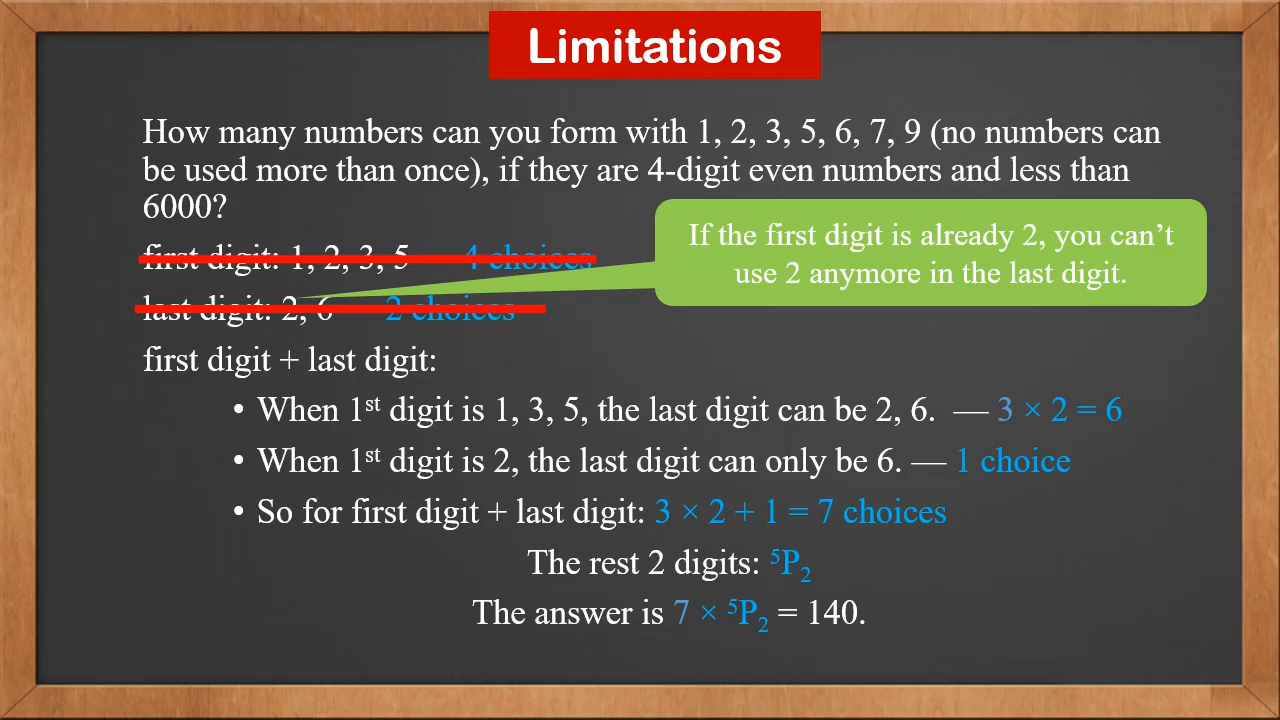 Limitations
How many numbers can you form with 1, 2, 3, 5, 6, 7, 9 (no numbers can
be used more than once), if they are 4-digit even numbers and less than
6000?
If the first digit is already 2, you can’t
use 2 anymore in the last digit.
first digit: 1, 2, 3, 5 4 choices
last digit: 2, 6 2 choices
first digit + last digit:
• When 1st digit is 1, 3, 5, the last digit can be 2, 6. — 3 × 2 = 6
• When 1st digit is 2, the last digit can only be 6. — 1 choice
• So for first digit + last digit: 3 × 2 + 1 = 7 choices
The rest 2 digits: ⁵P₂
The answer is 7 × ⁵P₂ = 140.